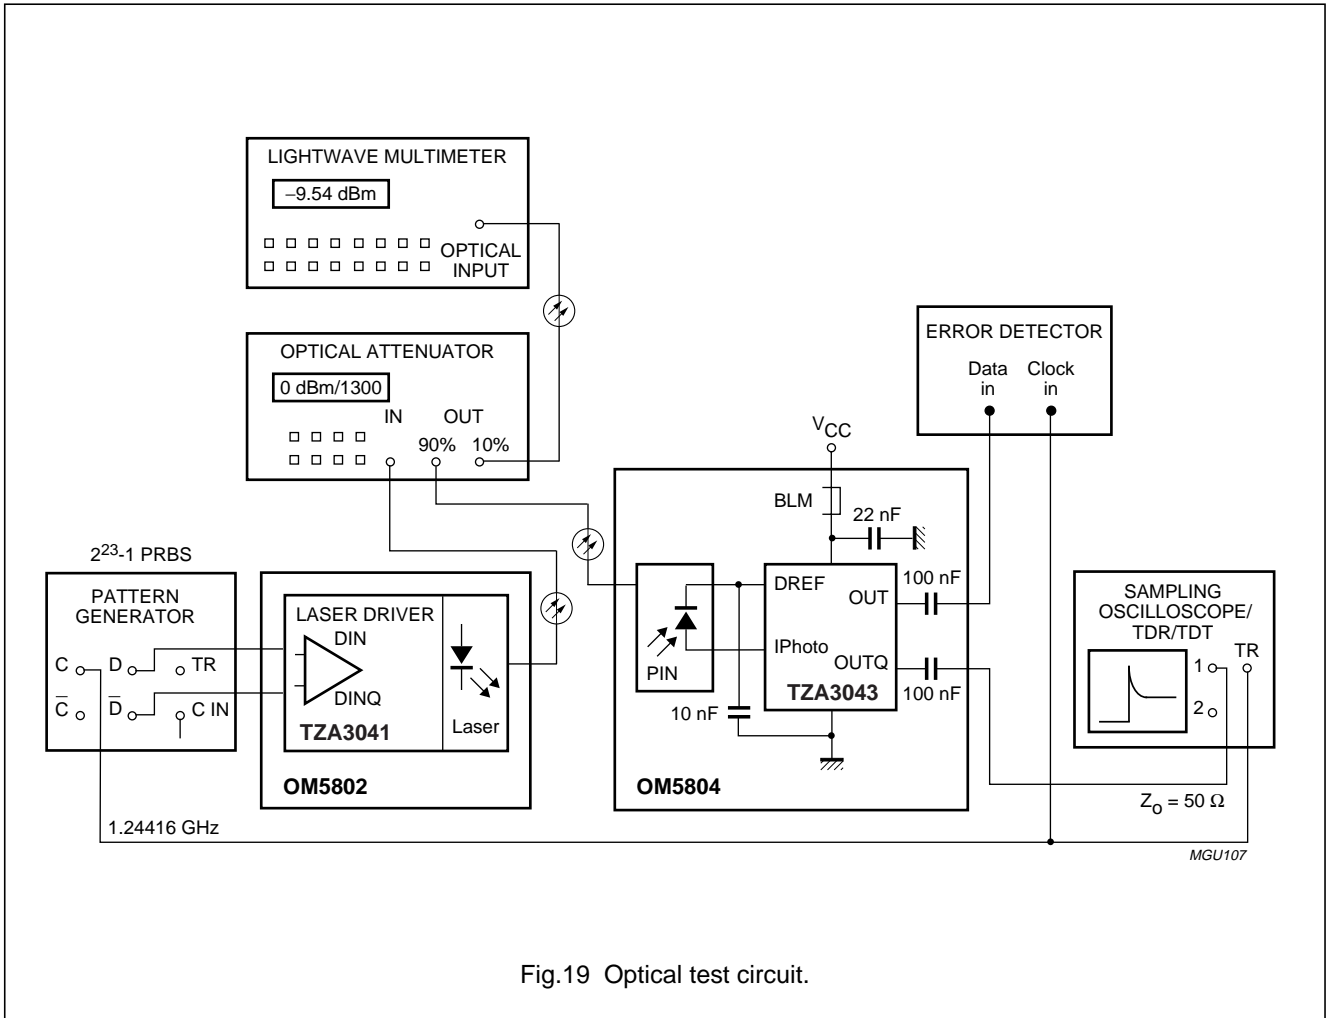 LIGHTWAVE MULTIMETER
−9.54 dBm
OPTICAL
INPUT
OPTICAL ATTENUATOR
0 dBm/1300
IN
OUT
90%
10%
ERROR DETECTOR
Data
in
Clock
in
VCC
BLM
22 nF
2^23-1 PRBS
PATTERN
GENERATOR
C
D
TR
C̅
D̅
C IN
LASER DRIVER
DIN
DINQ
TZA3041
Laser
OM5802
PIN
10 nF
DREF
OUT
IPhoto
OUTQ
TZA3043
100 nF
100 nF
OM5804
SAMPLING
OSCILLOSCOPE/
TDR/TDT
1
TR
2
Zo = 50 Ω
1.24416 GHz
MGU107
Fig.19 Optical test circuit.